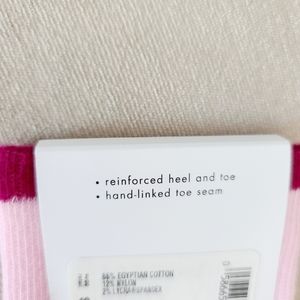 • reinforced heel and toe
• hand-linked toe seam
86% EGYPTIAN COTTON
12% NYLON
2% LYCRA®SPANDEX